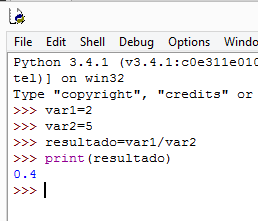 File Edit Shell Debug Options Windo
Python 3.4.1 (v3.4.1:c0e311e010
tel)] on win32
Type "copyright", "credits" or
>>> var1=2
>>> var2=5
>>> resultado=var1/var2
>>> print(resultado)
0.4
>>>